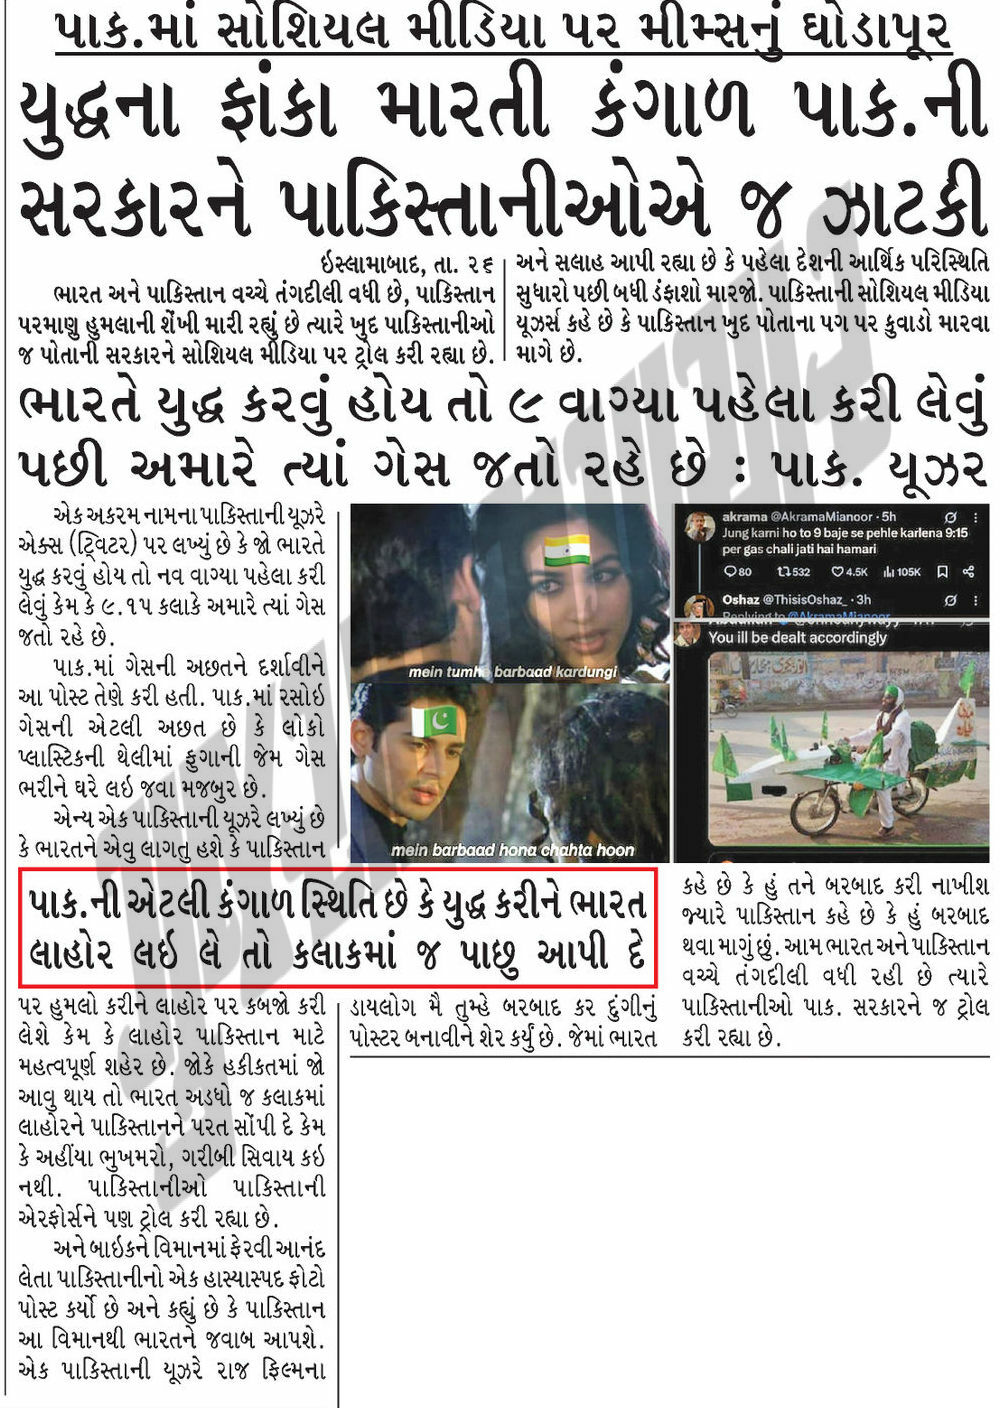 પાક.માં સોશિયલ મીડિયા પર મીમ્સનું ઘોડાપૂર
યુદ્ધના ફાંકા મારતી કંગાળ પાક.ની
સરકારને પાકિસ્તાનીઓએ જ ઝાટકી
ઇસ્લામાબાદ, તા. ૨૬
ભારત અને પાકિસ્તાન વચ્ચે તંગદીલી વધી છે, પાકિસ્તાન
પરમાણુ હુમલાની શેંખી મારી રહ્યું છે ત્યારે ખુદ પાકિસ્તાનીઓ
જ પોતાની સરકારને સોશિયલ મીડિયા પર ટ્રોલ કરી રહ્યા છે.
અને સલાહ આપી રહ્યા છે કે પહેલા દેશની આર્થિક પરિસ્થિતિ
સુધારો પછી બધી ડંફાશો મારજો. પાકિસ્તાની સોશિયલ મીડિયા
યૂઝર્સ કહે છે કે પાકિસ્તાન ખુદ પોતાના પગ પર કુવાડો મારવા
માગે છે.
ભારતે યુદ્ધ કરવું હોય તો ૯ વાગ્યા પહેલા કરી લેવું
પછી અમારે ત્યાં ગેસ જતો રહે છે : પાક. યૂઝર
એક અકરમ નામના પાકિસ્તાની યૂઝરે
એક્સ (ટ્વિટર) પર લખ્યું છે કે જો ભારતે
યુદ્ધ કરવું હોય તો નવ વાગ્યા પહેલા કરી
લેવું કેમ કે ૯.૧૫ કલાકે અમારે ત્યાં ગેસ
જતો રહે છે.
પાક.માં ગેસની અછતને દર્શાવીને
આ પોસ્ટ તેણે કરી હતી. પાક.માં રસોઇ
ગેસની એટલી અછત છે કે લોકો
પ્લાસ્ટિકની થેલીમાં ફુગાની જેમ ગેસ
ભરીને ઘરે લઇ જવા મજબુર છે.
એન્ય એક પાકિસ્તાની યૂઝરે લખ્યું છે
કે ભારતને એવુ લાગતુ હશે કે પાકિસ્તાન
mein tumhe barbaad kardungi
mein barbaad hona chahta hoon
akrama @AkramaMianoor · 5h
Jung karni ho to 9 baje se pehle karlena 9:15
per gas chali jati hai hamari
80 532 4.5K 105K
Oshaz @ThisisOshaz_ · 3h
Replying to @AkramaMianoor
You ill be dealt accordingly
પાક.ની એટલી કંગાળ સ્થિતિ છે કે યુદ્ધ કરીને ભારત
લાહોર લઇ લે તો કલાકમાં જ પાછુ આપી દે
પર હુમલો કરીને લાહોર પર કબજો કરી
લેશે કેમ કે લાહોર પાકિસ્તાન માટે
મહત્વપૂર્ણ શહેર છે. જોકે હકીકતમાં જો
આવુ થાય તો ભારત અડધો જ કલાકમાં
લાહોરને પાકિસ્તાનને પરત સોંપી દે કેમ
કે અહીંયા ભુખમરો, ગરીબી સિવાય કઇ
નથી. પાકિસ્તાનીઓ પાકિસ્તાની
એરફોર્સને પણ ટ્રોલ કરી રહ્યા છે.
અને બાઇકને વિમાનમાં ફેરવી આનંદ
લેતા પાકિસ્તાનીનો એક હાસ્યાસ્પદ ફોટો
પોસ્ટ કર્યો છે અને કહ્યું છે કે પાકિસ્તાન
આ વિમાનથી ભારતને જવાબ આપશે.
એક પાકિસ્તાની યૂઝરે રાજ ફિલ્મના
ડાયલોગ મૈ તુમ્હે બરબાદ કર દુંગીનું
પોસ્ટર બનાવીને શેર કર્યું છે. જેમાં ભારત
કહે છે કે હું તને બરબાદ કરી નાખીશ
જ્યારે પાકિસ્તાન કહે છે કે હું બરબાદ
થવા માગું છું. આમ ભારત અને પાકિસ્તાન
વચ્ચે તંગદીલી વધી રહી છે ત્યારે
પાકિસ્તાનીઓ પાક. સરકારને જ ટ્રોલ
કરી રહ્યા છે.